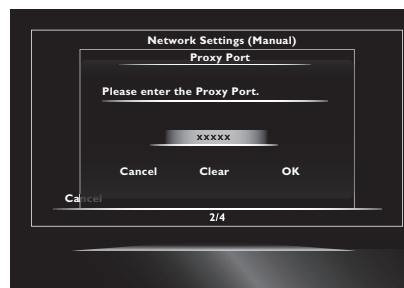 Network Settings (Manual)
Proxy Port
Please enter the Proxy Port.
xxxxx
Cancel Clear OK
Cancel
2/4